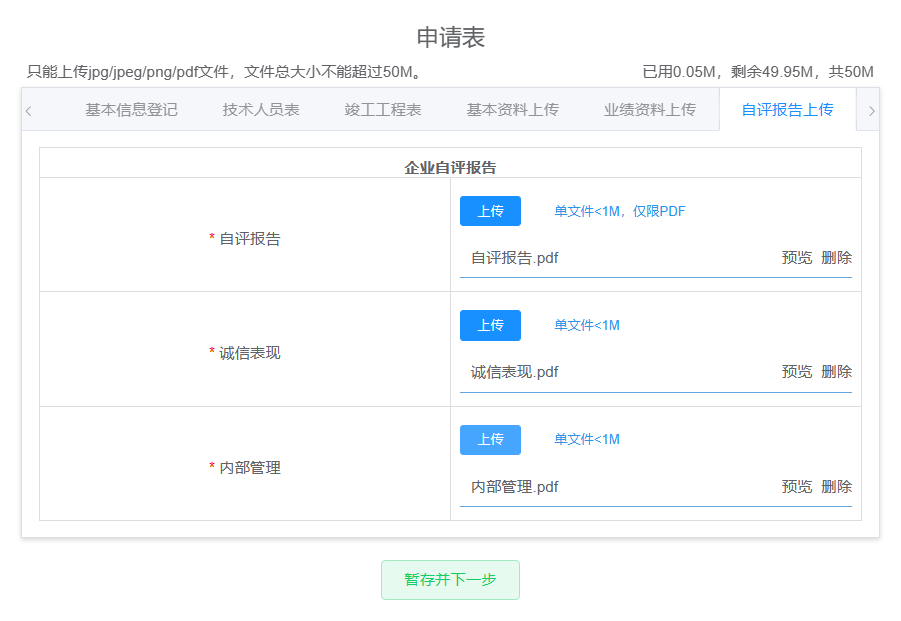 申请表
只能上传jpg/jpeg/png/pdf文件，文件总大小不能超过50M。 已用0.05M，剩余49.95M，共50M
基本信息登记 技术人员表 竣工工程表 基本资料上传 业绩资料上传 自评报告上传
企业自评报告
* 自评报告
上传 单文件<1M，仅限PDF
自评报告.pdf 预览 删除
* 诚信表现
上传 单文件<1M
诚信表现.pdf 预览 删除
* 内部管理
上传 单文件<1M
内部管理.pdf 预览 删除
暂存并下一步